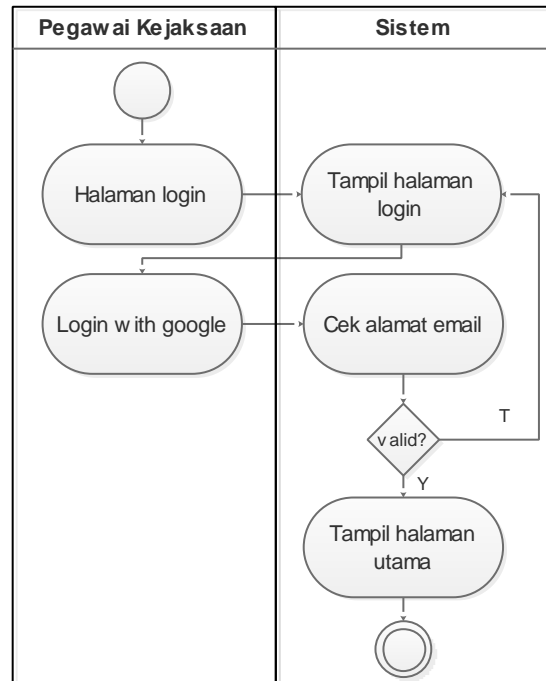 Pegawai Kejaksaan
Sistem
Halaman login
Tampil halaman
login
Login with google
Cek alamat email
valid?
T
Y
Tampil halaman
utama